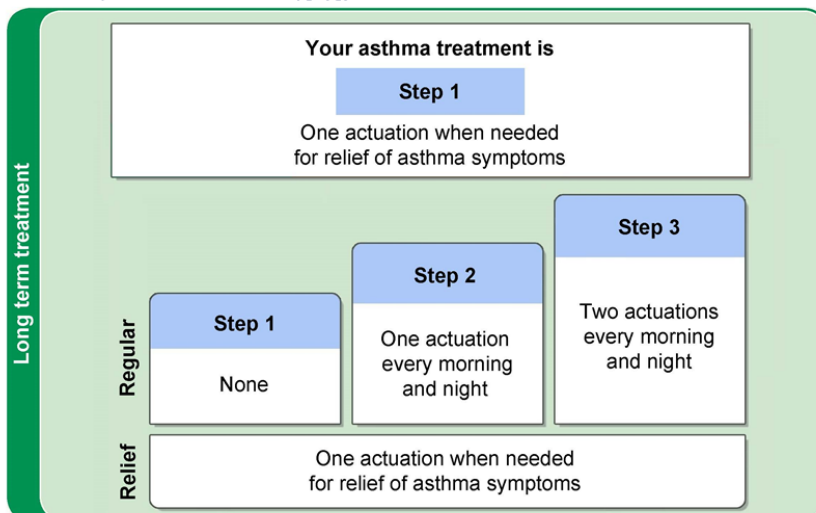 Your asthma treatment is
Step 1
One actuation when needed
for relief of asthma symptoms
Long term treatment
Regular
Step 1
None
Step 2
One actuation
every morning
and night
Step 3
Two actuations
every morning
and night
Relief
One actuation when needed
for relief of asthma symptoms